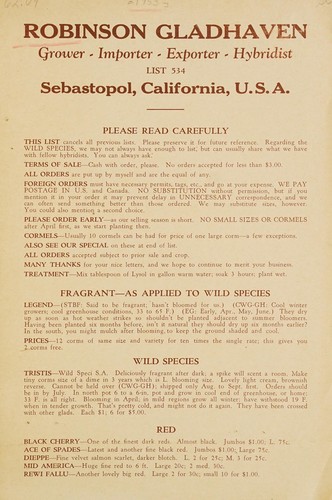 ROBINSON GLADHAVEN
Grower - Importer - Exporter - Hybridist
LIST 534
Sebastopol, California, U.S.A.
PLEASE READ CAREFULLY
THIS LIST cancels all previous lists. Please preserve it for future reference. Regarding the
WILD SPECIES, we may not always have enough to list, but can usually share what we have
with fellow hybridizers. You can always ask.
TERMS OF SALE—Cash with order, please. No orders accepted for less than $3.00.
ALL ORDERS are put up by myself and are the equal of any.
FOREIGN ORDERS must have necessary permits, tags, etc., and go at your expense. WE PAY
POSTAGE IN U.S. and Canada. NO SUBSTITUTION without permission, but if you
mention it in your order it may prevent delay in UNNECESSARY correspondence, and we
can often send something better than those ordered. We may substitute sizes, however.
You could also mention a second choice.
PLEASE ORDER EARLY—as our selling season is short. NO SMALL SIZES OR CORMELS
after April first, as we start planting then.
CORMELS—Usually 10 cormels can be had for price of one large corm—a few exceptions.
ALSO SEE OUR SPECIAL on these at end of list.
ALL ORDERS accepted subject to prior sale and crop.
MANY THANKS for your nice letters, and we hope to continue to merit your business.
TREATMENT—Mix tablespoon of Lysol in gallon warm water; soak 3 hours; plant wet.
FRAGRANT—AS APPLIED TO WILD SPECIES
LEGEND—(STBF: Said to be fragrant; hasn't bloomed for us.) (CWG-GH: Cool winter
growers; cool greenhouse conditions, 33 to 65 F.) (EG: Early, Apr., May, June.) They dry
up as soon as hot weather strikes so shouldn't be planted adjacent to summer bloomers.
Having been planted six months before, isn't it natural they should dry up six months earlier?
In the south, you might mulch after blooming, to keep the ground shaded and cool.
PRICES—12 corms of same size and variety for ten times the single rate; this gives you
2 corms free.
WILD SPECIES
TRISTIS—Wild Speci S.A. Deliciously fragrant after dark; a spike will scent a room. Make
tiny corms size of a dime in 3 years which is L. blooming size. Lovely light cream, brownish
reverse. Cannot be held over (CWG-GH); shipped only Aug. to Sept. first. Orders should
be in by July. In north pot 6 to a 6-in. pot and grow in cool end of greenhouse, or home;
33 F. is all right. Blooming in April; in mild regions grow all winter; have withstood 19 F.
when in tender growth. That's pretty cold, and might not do it again. They have been crossed
with other glads. Each $1; 6 for $5.00.
RED
BLACK CHERRY—One of the finest dark reds. Almost black. Jumbos $1.00; L. 75c.
ACE OF SPADES—Latest and another fine black red. Jumbos $1.00; Large 75c.
DIEPPE—Fine velvet salmon scarlet, darker blotch. L. 2 for 25c; M. 3 for 25c.
MID AMERICA—Huge fine red to 6 ft. Large 20c; 2 med. 30c.
REWI FALLU—Another lovely big red. Large 2 for 30c; small 10 for $1.00.